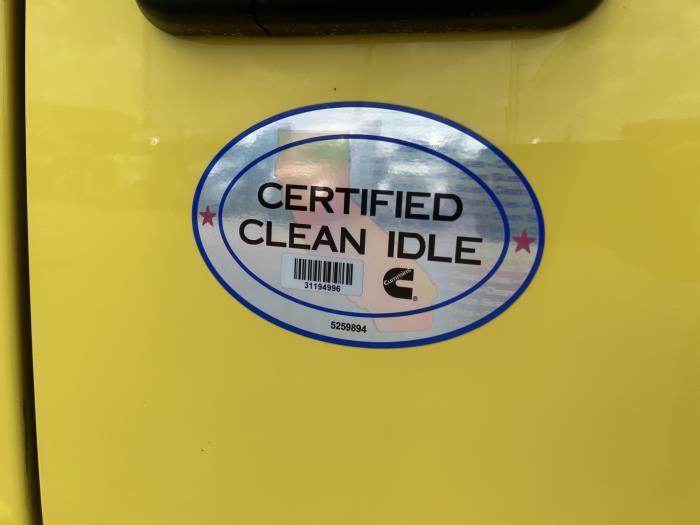 CERTIFIED
CLEAN IDLE
31194996
Cummins
®
5259894